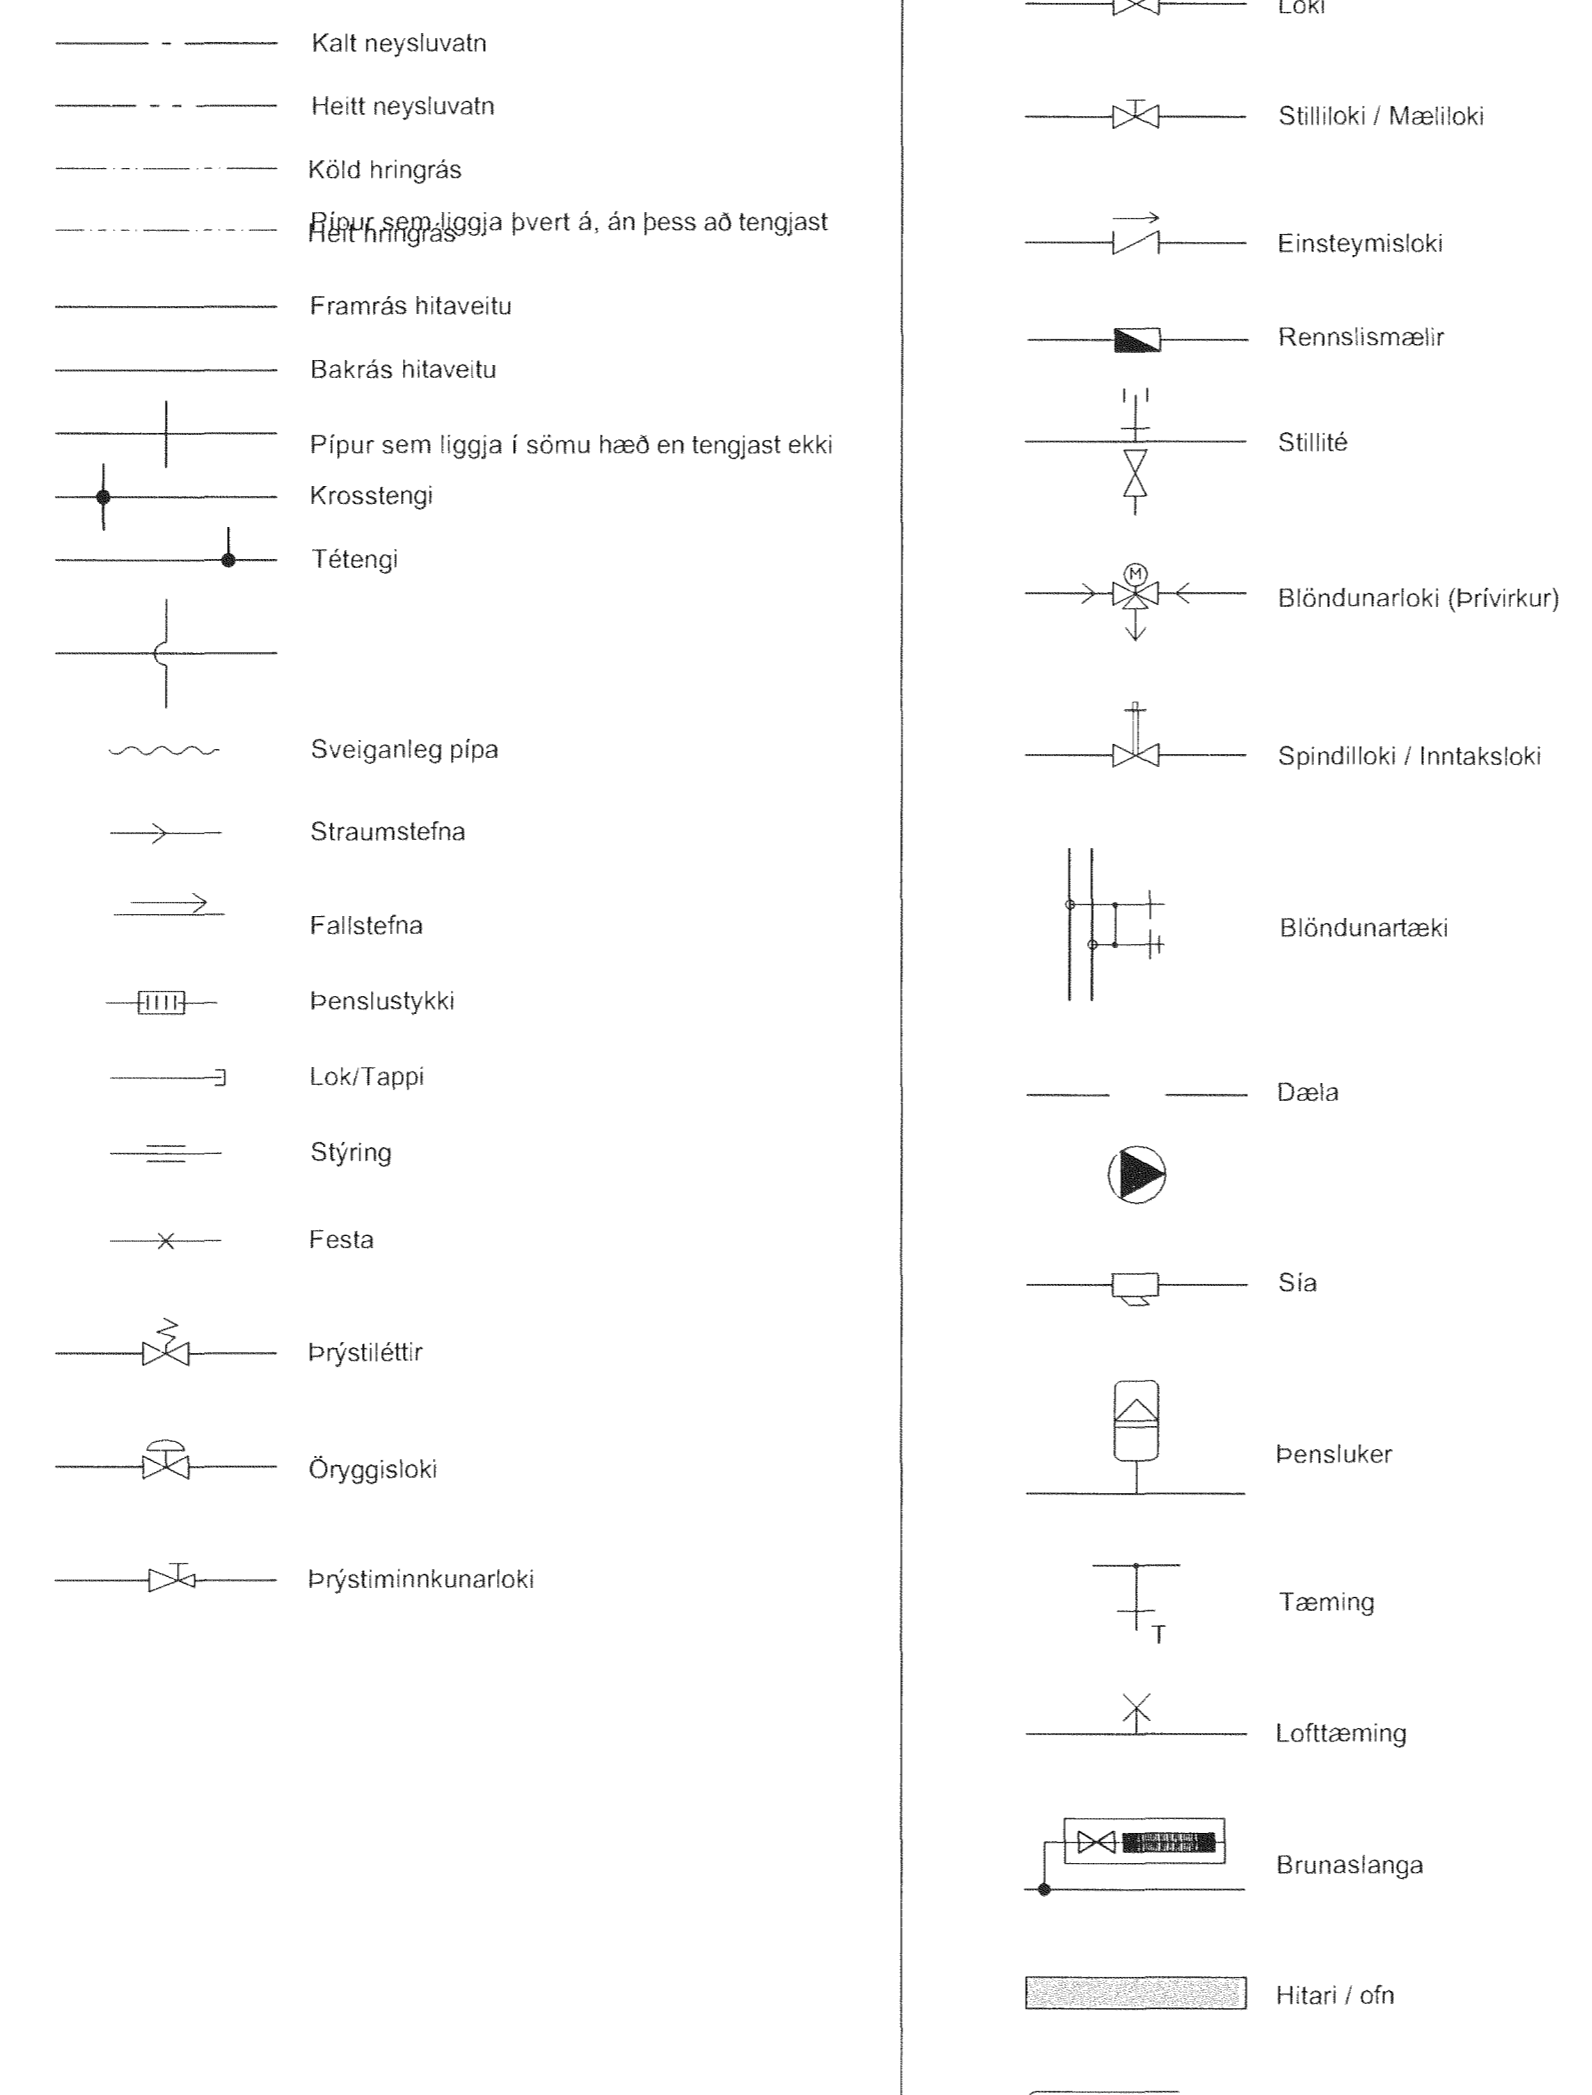 Kalt neysluvatn
Heitt neysluvatn
Köld hringrás
Pípur sem liggja þvert á, án þess að tengjast
Heit hringrás
Framrás hitaveitu
Bakrás hitaveitu
Pípur sem liggja í sömu hæð en tengjast ekki
Krosstengi
Tétengi
Sveiganleg pípa
Straumstefna
Fallstefna
Þenslustykki
Lok/Tappi
Stýring
Festa
Þrýstiléttir
Öryggisloki
Þrýstiminnkunarloki
Loki
Stilliloki / Mæliloki
Einsteymisloki
Rennslismælir
Stillité
M
Blöndunarloki (Þrívirkur)
Spindilloki / Inntaksloki
Blöndunartæki
Dæla
Sía
Þensluker
Tæming
T
Lofttæming
Brunaslanga
Hitari / ofn